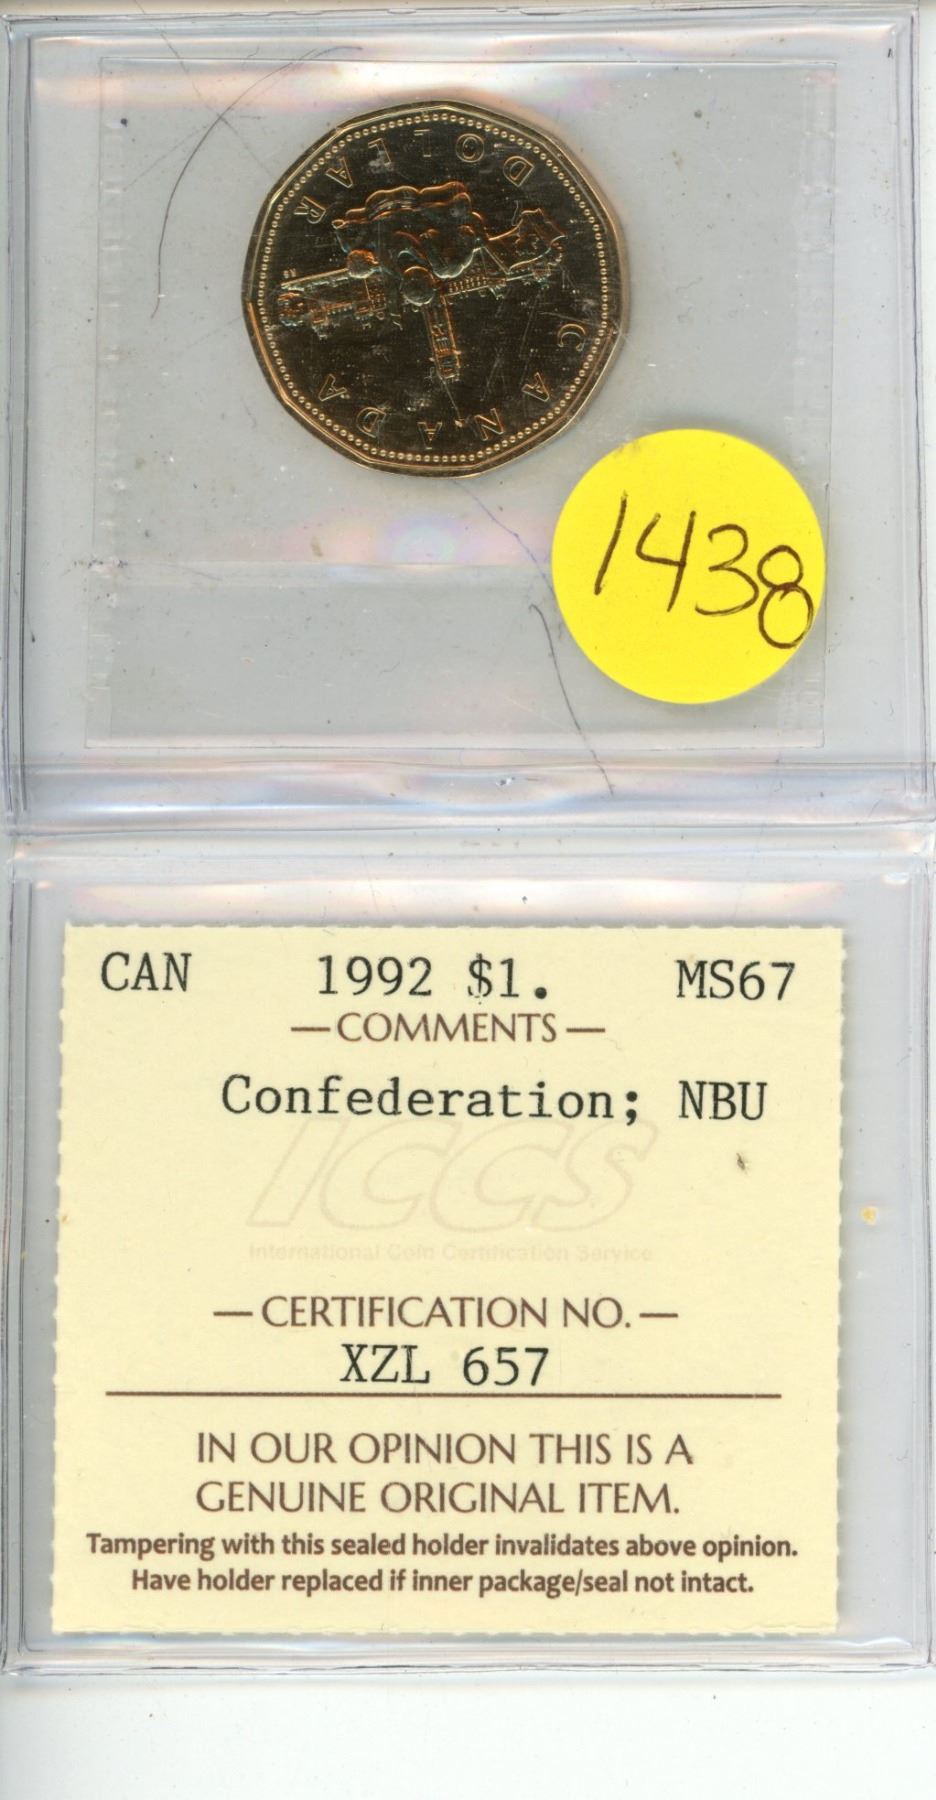 CANADA
DOLLAR
KS
1438
CAN 1992 $1. MS67
— COMMENTS —
Confederation; NBU
ICCS
International Coin Certification Service
— CERTIFICATION NO. —
XZL 657
IN OUR OPINION THIS IS A
GENUINE ORIGINAL ITEM.
Tampering with this sealed holder invalidates above opinion.
Have holder replaced if inner package/seal not intact.